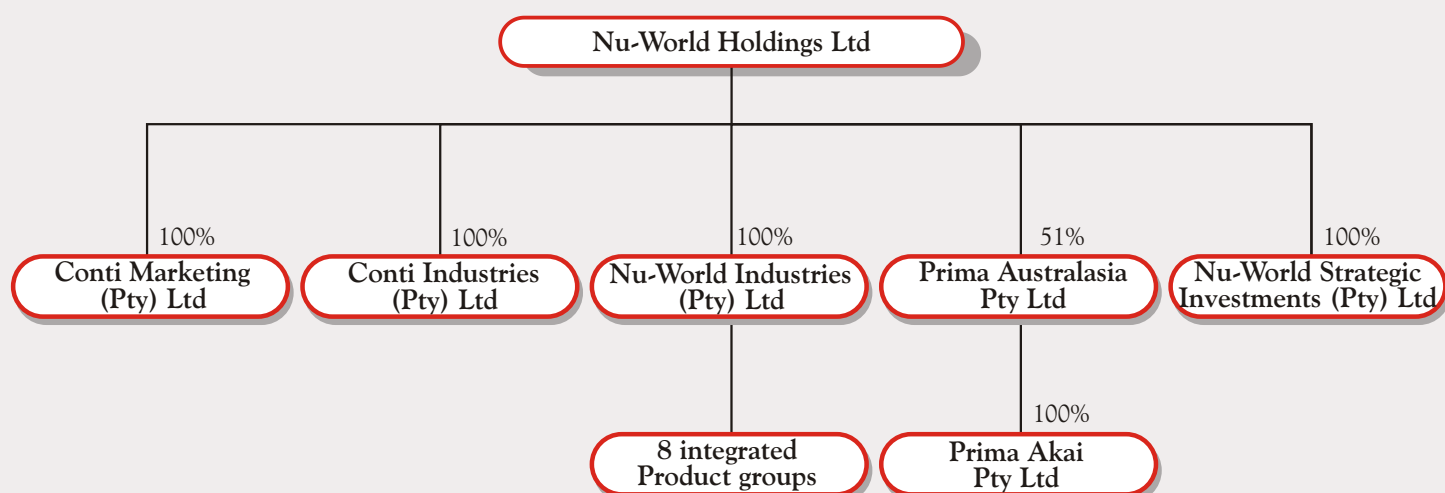 Nu-World Holdings Ltd
100%
100%
100%
51%
100%
Conti Marketing
(Pty) Ltd
Conti Industries
(Pty) Ltd
Nu-World Industries
(Pty) Ltd
Prima Australasia
Pty Ltd
Nu-World Strategic
Investments (Pty) Ltd
100%
8 integrated
Product groups
Prima Akai
Pty Ltd